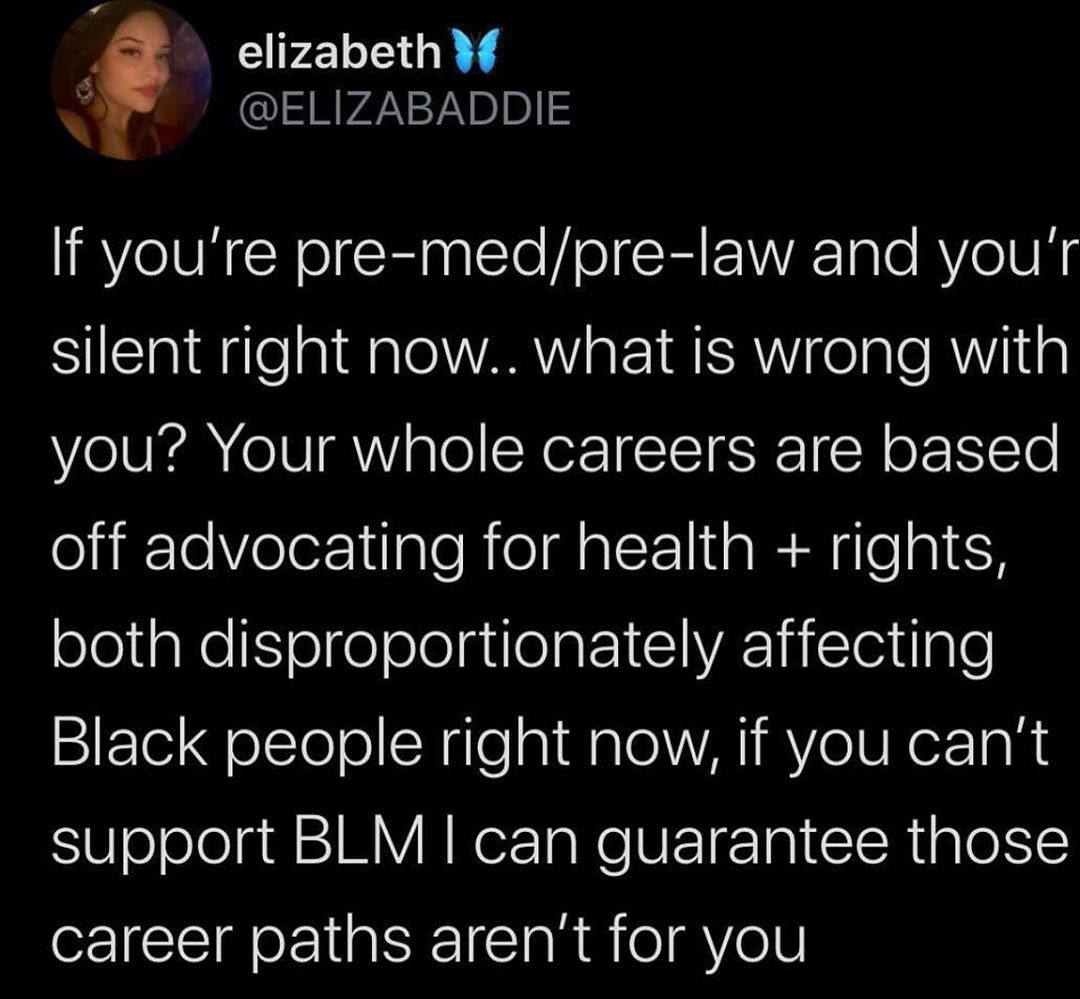 elizabeth🦋
@ELIZABADDIE
If you're pre-med/pre-law and you'r
silent right now.. what is wrong with
you? Your whole careers are based
off advocating for health + rights,
both disproportionately affecting
Black people right now, if you can't
support BLM I can guarantee those
career paths aren't for you